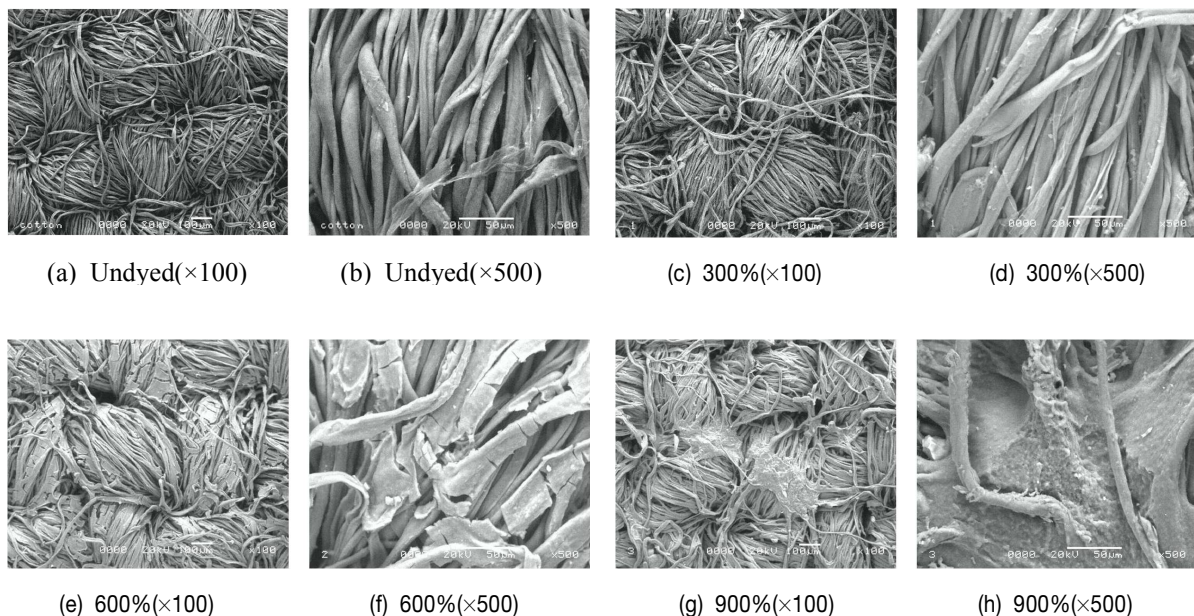 cotton 0000 20kV 100μm ×100
cotton 0000 20kV 50μm ×500
1 0000 20kV 100μm ×100
1 0000 20kV 50μm ×500
(a) Undyed(×100)
(b) Undyed(×500)
(c) 300%(×100)
(d) 300%(×500)
2 0000 20kV 100μm ×100
2 0000 20kV 50μm ×500
3 0000 20kV 100μm ×100
3 0000 20kV 50μm ×500
(e) 600%(×100)
(f) 600%(×500)
(g) 900%(×100)
(h) 900%(×500)